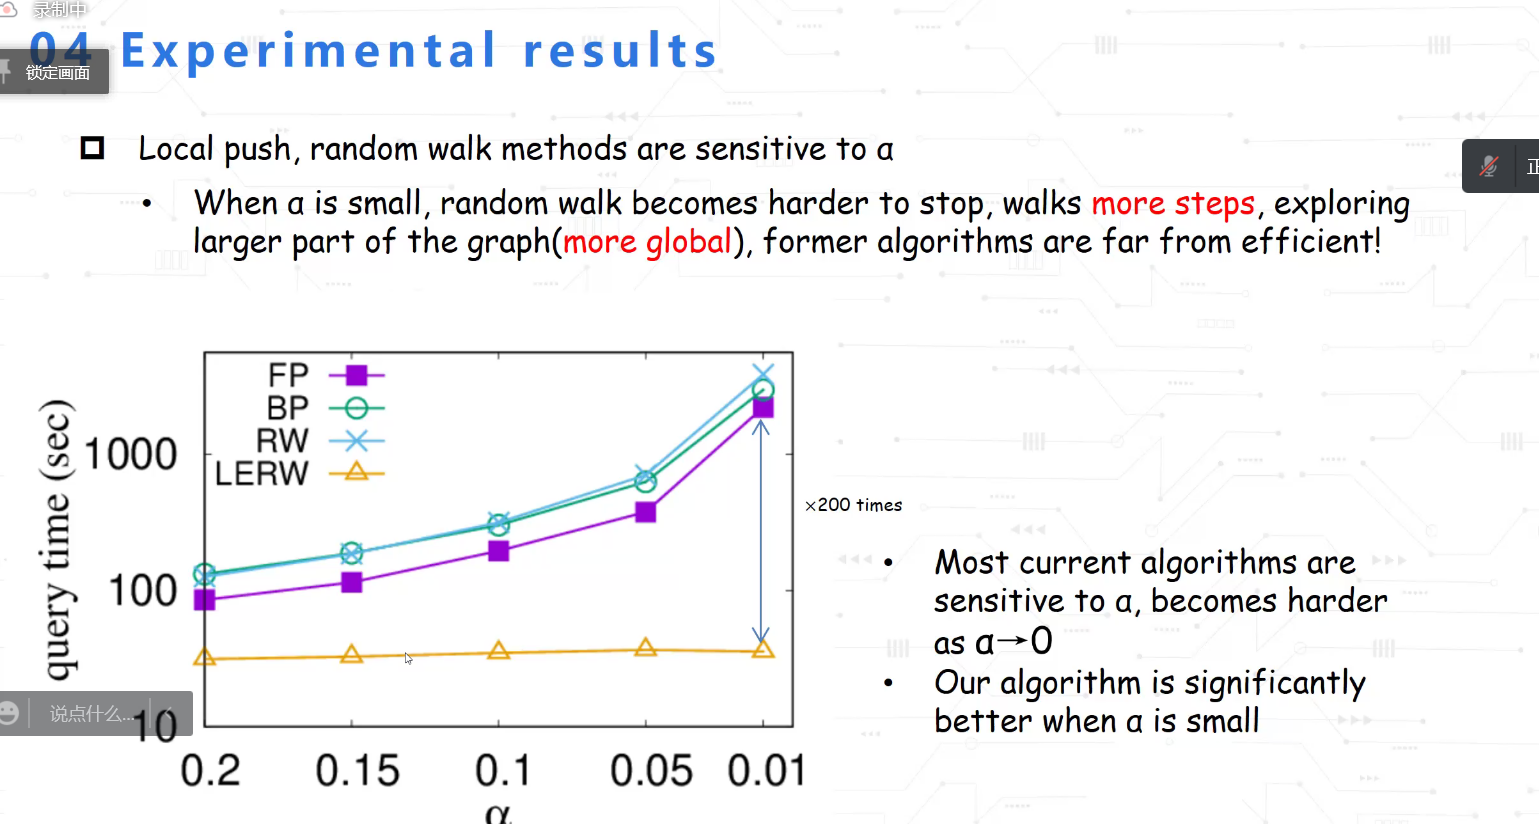 录制中
04 Experimental results
锁定画面
Local push, random walk methods are sensitive to α
• When α is small, random walk becomes harder to stop, walks more steps, exploring
larger part of the graph(more global), former algorithms are far from efficient!
正
FP
BP
RW
LERW
query time (sec)
1000
100
10
×200 times
0.2 0.15 0.1 0.05 0.01
α
• Most current algorithms are
sensitive to α, becomes harder
as α→0
• Our algorithm is significantly
better when α is small
说点什么...